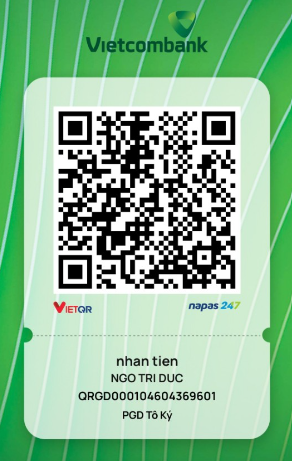 Vietcombank
VIETQR
napas 247
nhan tien
NGO TRI DUC
QRGD000104604369601
PGD Tô Ký